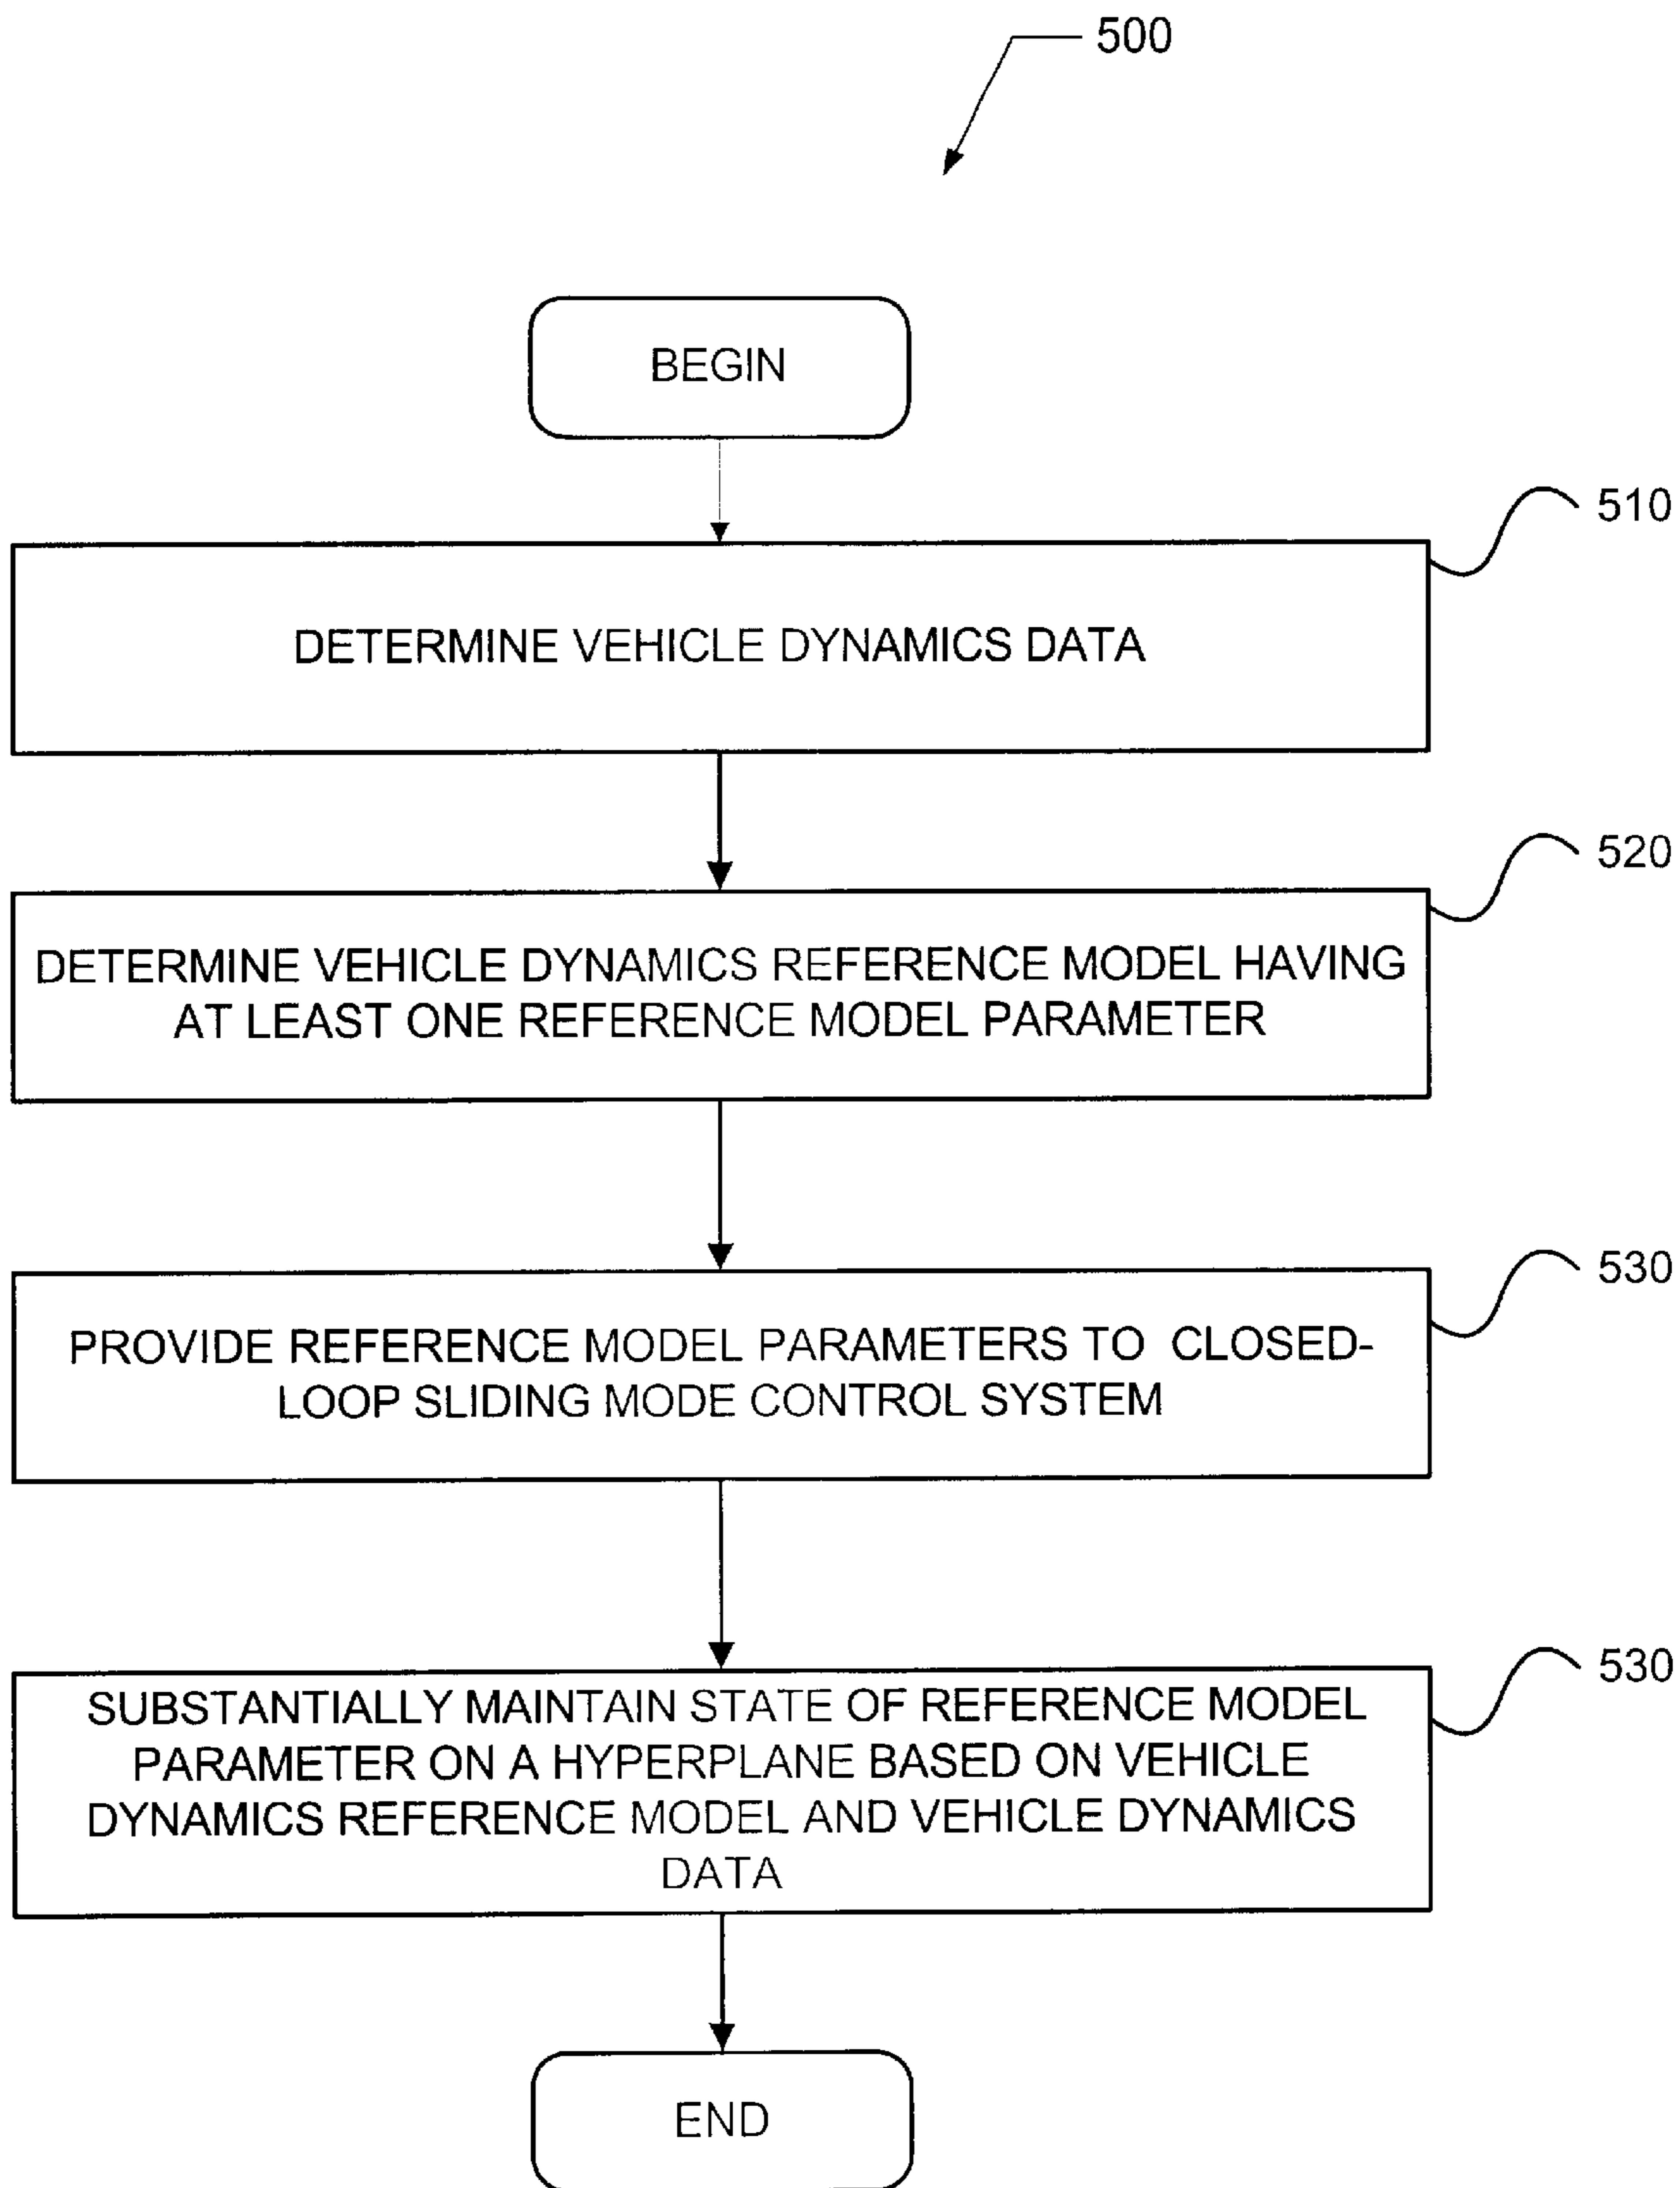 500
BEGIN
510
DETERMINE VEHICLE DYNAMICS DATA
520
DETERMINE VEHICLE DYNAMICS REFERENCE MODEL HAVING
AT LEAST ONE REFERENCE MODEL PARAMETER
530
PROVIDE REFERENCE MODEL PARAMETERS TO CLOSED-
LOOP SLIDING MODE CONTROL SYSTEM
530
SUBSTANTIALLY MAINTAIN STATE OF REFERENCE MODEL
PARAMETER ON A HYPERPLANE BASED ON VEHICLE
DYNAMICS REFERENCE MODEL AND VEHICLE DYNAMICS
DATA
END